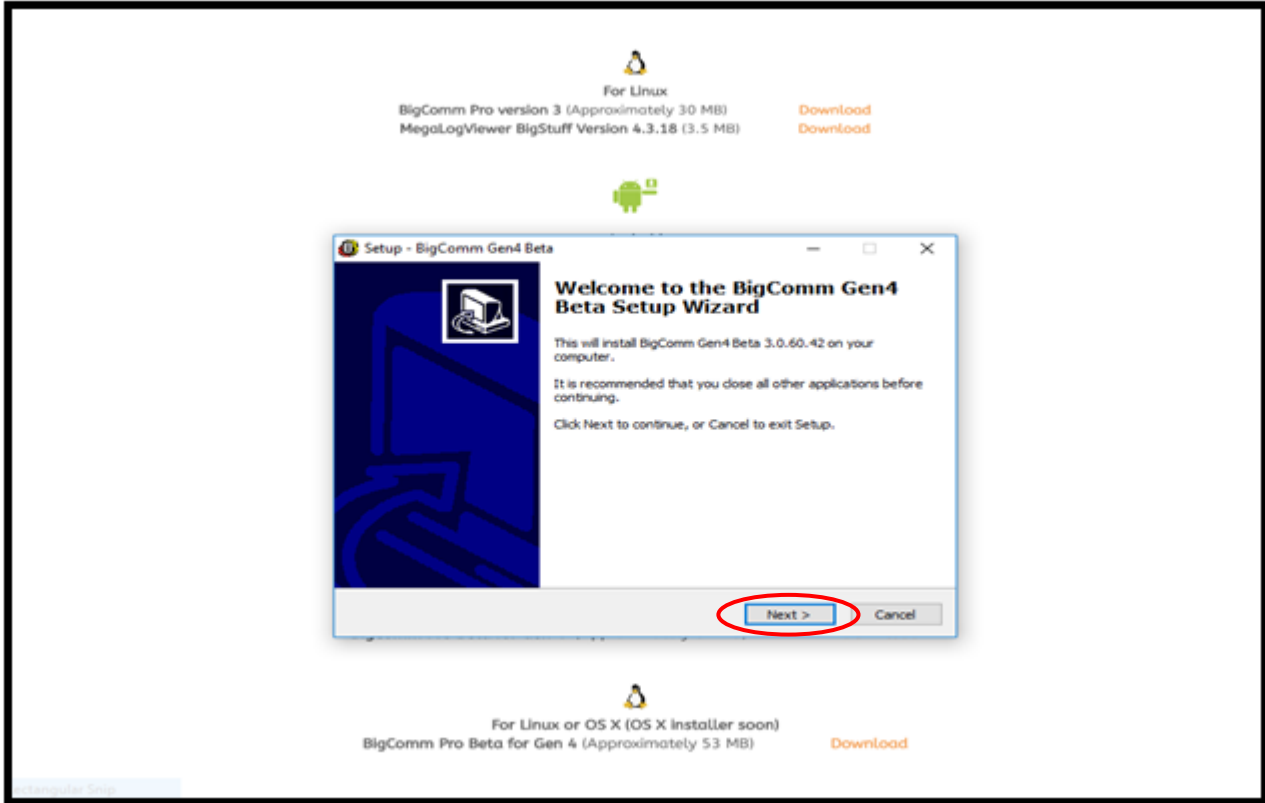 For Linux
BigComm Pro version 3 (Approximately 30 MB) Download
MegaLogViewer BigStuff Version 4.3.18 (3.5 MB) Download
Setup - BigComm Gen4 Beta
Welcome to the BigComm Gen4
Beta Setup Wizard
This will install BigComm Gen4 Beta 3.0.60.42 on your
computer.
It is recommended that you close all other applications before
continuing.
Click Next to continue, or Cancel to exit Setup.
Next > Cancel
For Linux or OS X (OS X installer soon)
BigComm Pro Beta for Gen 4 (Approximately 53 MB) Download
ectangular Snip